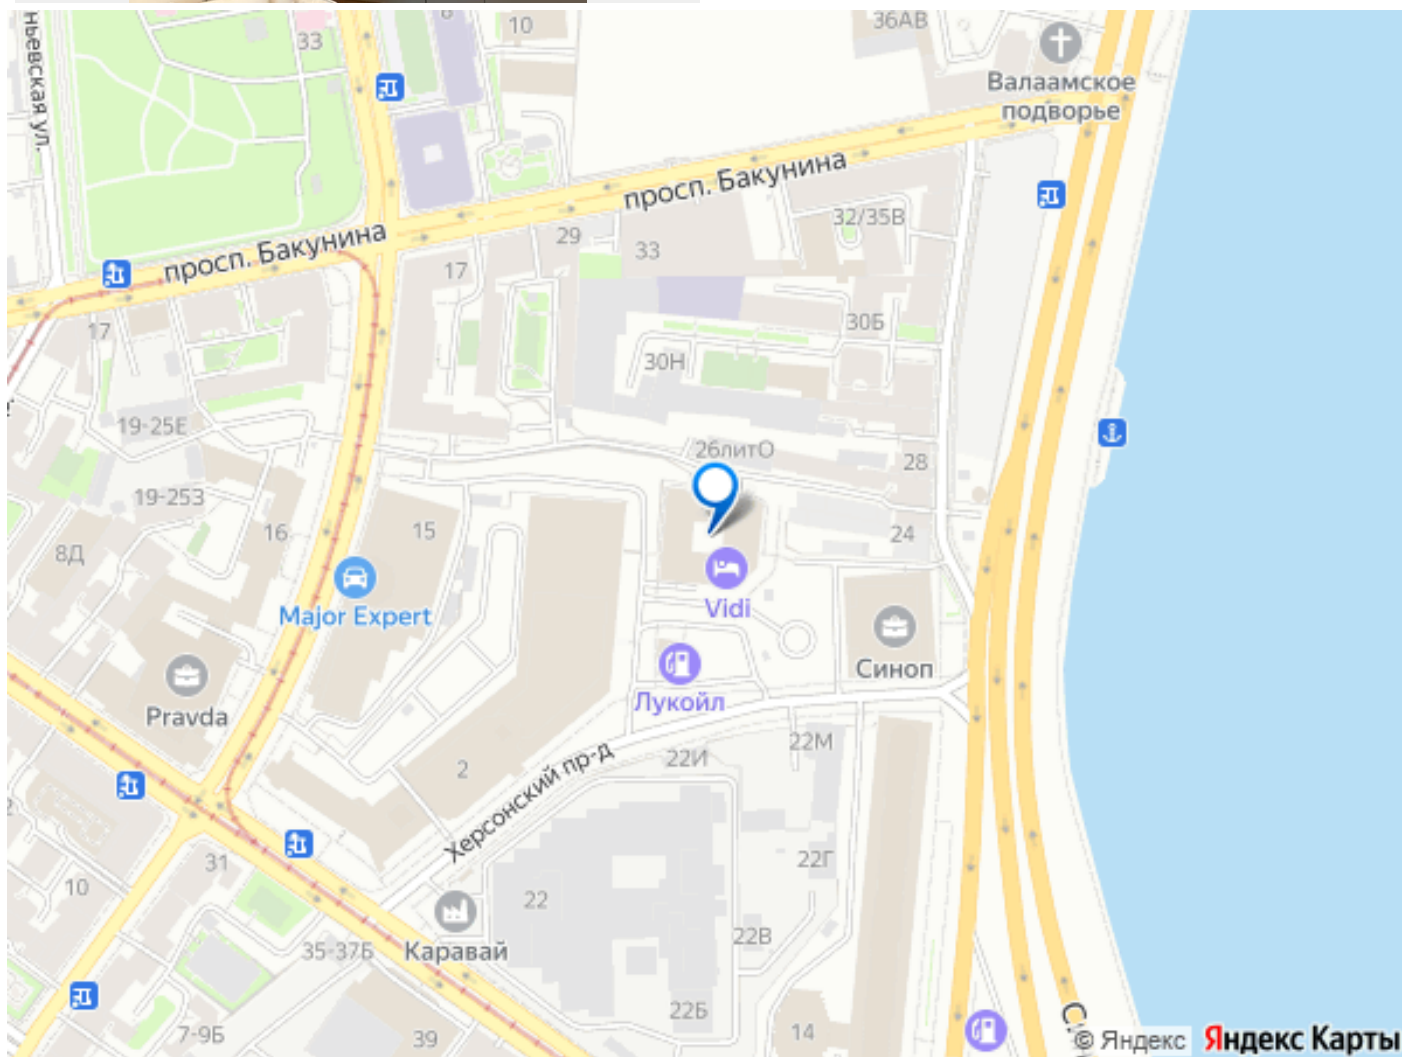 6
10
36АВ
33
ньевская ул.
Валаамское
подворье
просп. Бакунина
32/35В
29
33
просп. Бакунина
17
17
30Б
30Н
19-25Е
26литО
28
19-253
16
15
24
8Д
Vidi
Major Expert
Синоп
Pravda
Лукойл
22М
22И
2
Херсонский пр-д
31
22Г
10
22
35-37Б
Каравай
22В
22Б
7-9Б
39
14
© Яндекс
Яндекс Карты